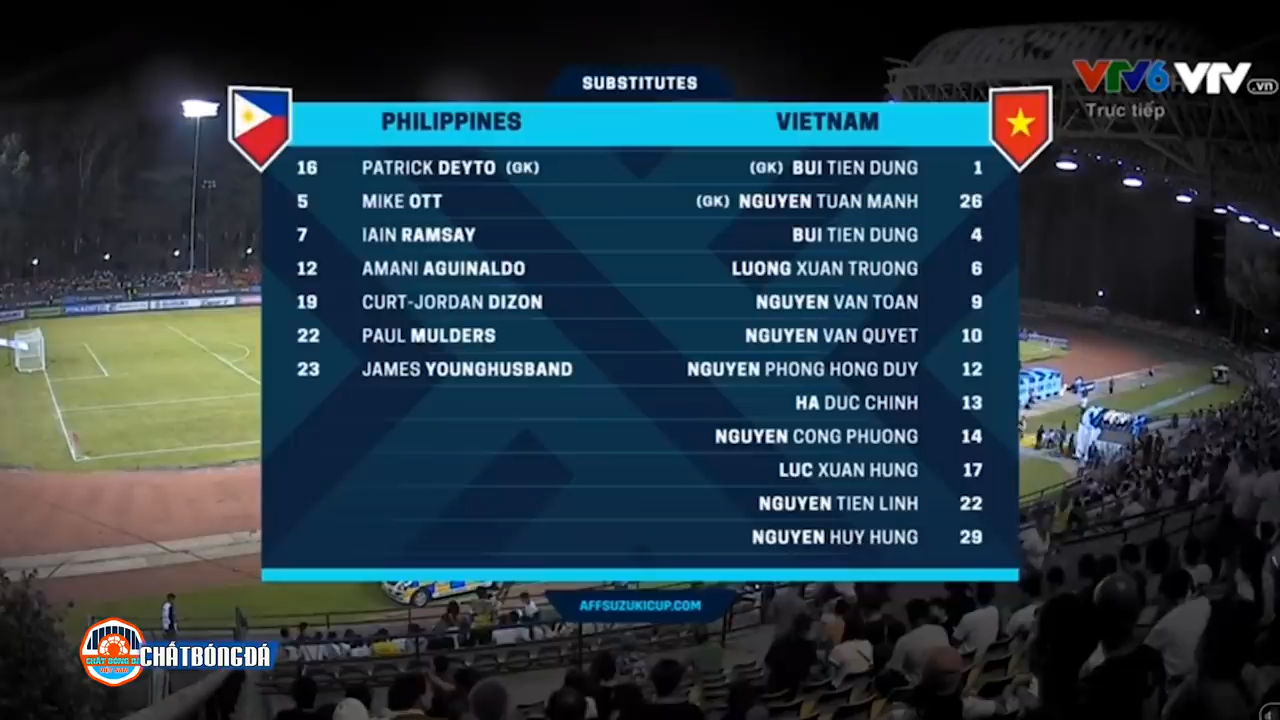 VTV6 VTV.vn
Trực tiếp
SUBSTITUTES
PHILIPPINES VIETNAM
16 PATRICK DEYTO (GK) (GK) BUI TIEN DUNG 1
5 MIKE OTT (GK) NGUYEN TUAN MANH 26
7 IAIN RAMSAY BUI TIEN DUNG 4
12 AMANI AGUINALDO LUONG XUAN TRUONG 6
19 CURT-JORDAN DIZON NGUYEN VAN TOAN 9
22 PAUL MULDERS NGUYEN VAN QUYET 10
23 JAMES YOUNGHUSBAND NGUYEN PHONG HONG DUY 12
HA DUC CHINH 13
NGUYEN CONG PHUONG 14
LUC XUAN HUNG 17
NGUYEN TIEN LINH 22
NGUYEN HUY HUNG 29
AFFSUZUKICUP.COM
CHẤTBÓNGĐÁ